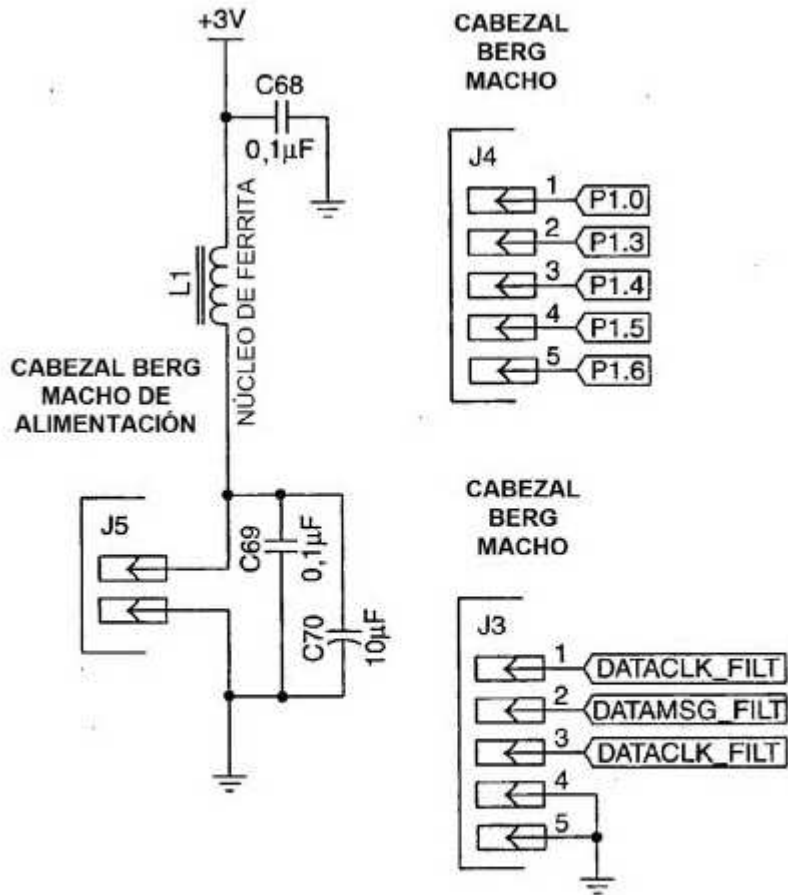 +3V
C68
0,1µF
L1
NÚCLEO DE FERRITA
CABEZAL BERG
MACHO DE
ALIMENTACIÓN
J5
C69
0,1µF
C70
10µF
CABEZAL
BERG
MACHO
J4
1 P1.0
2 P1.3
3 P1.4
4 P1.5
5 P1.6
CABEZAL
BERG
MACHO
J3
1 DATACLK_FILT
2 DATAMSG_FILT
3 DATACLK_FILT
4
5